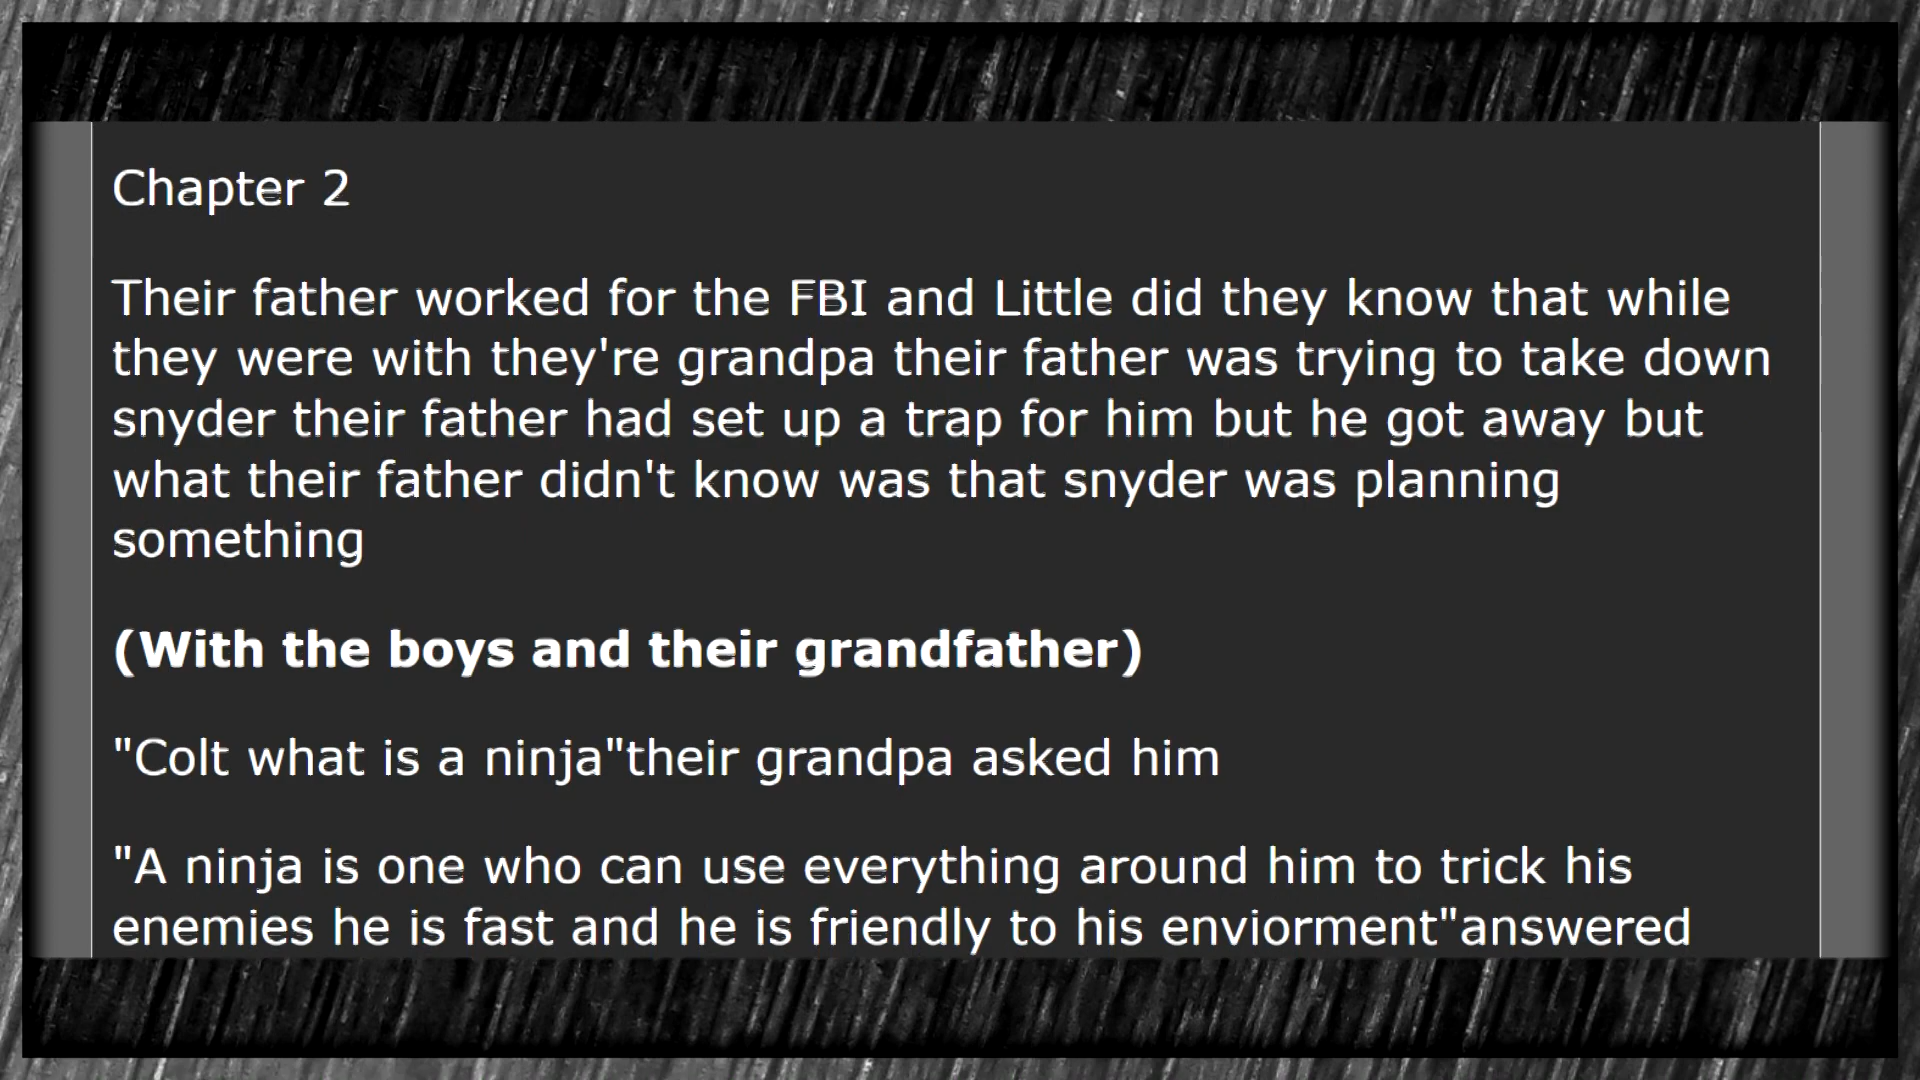 Chapter 2
Their father worked for the FBI and Little did they know that while
they were with they're grandpa their father was trying to take down
snyder their father had set up a trap for him but he got away but
what their father didn't know was that snyder was planning
something
(With the boys and their grandfather)
"Colt what is a ninja"their grandpa asked him
"A ninja is one who can use everything around him to trick his
enemies he is fast and he is friendly to his enviorment"answered